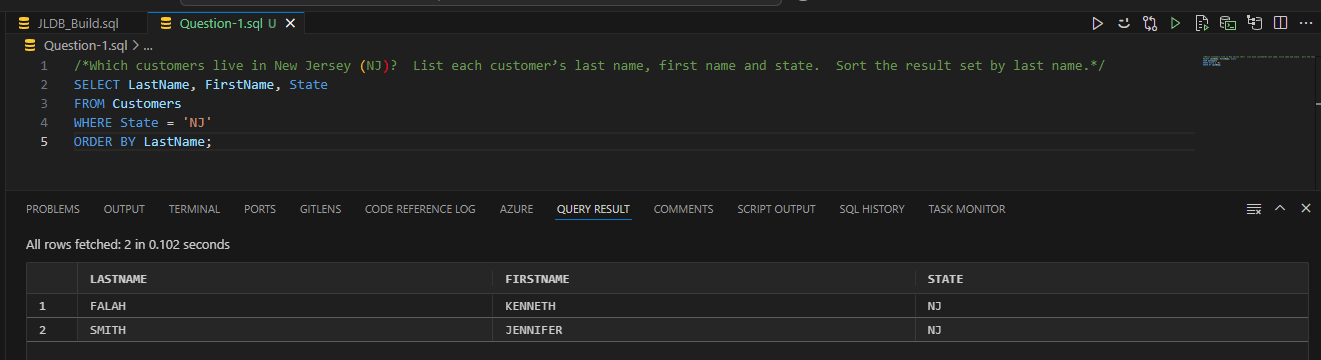 JLDB_Build.sql Question-1.sql U
Question-1.sql > ...
1 /*Which customers live in New Jersey (NJ)?  List each customer’s last name, first name and state.  Sort the result set by last name.*/
2 SELECT LastName, FirstName, State
3 FROM Customers
4 WHERE State = 'NJ'
5 ORDER BY LastName;
PROBLEMS OUTPUT TERMINAL PORTS GITLENS CODE REFERENCE LOG AZURE QUERY RESULT COMMENTS SCRIPT OUTPUT SQL HISTORY TASK MONITOR
All rows fetched: 2 in 0.102 seconds
LASTNAME FIRSTNAME STATE
1 FALAH KENNETH NJ
2 SMITH JENNIFER NJ